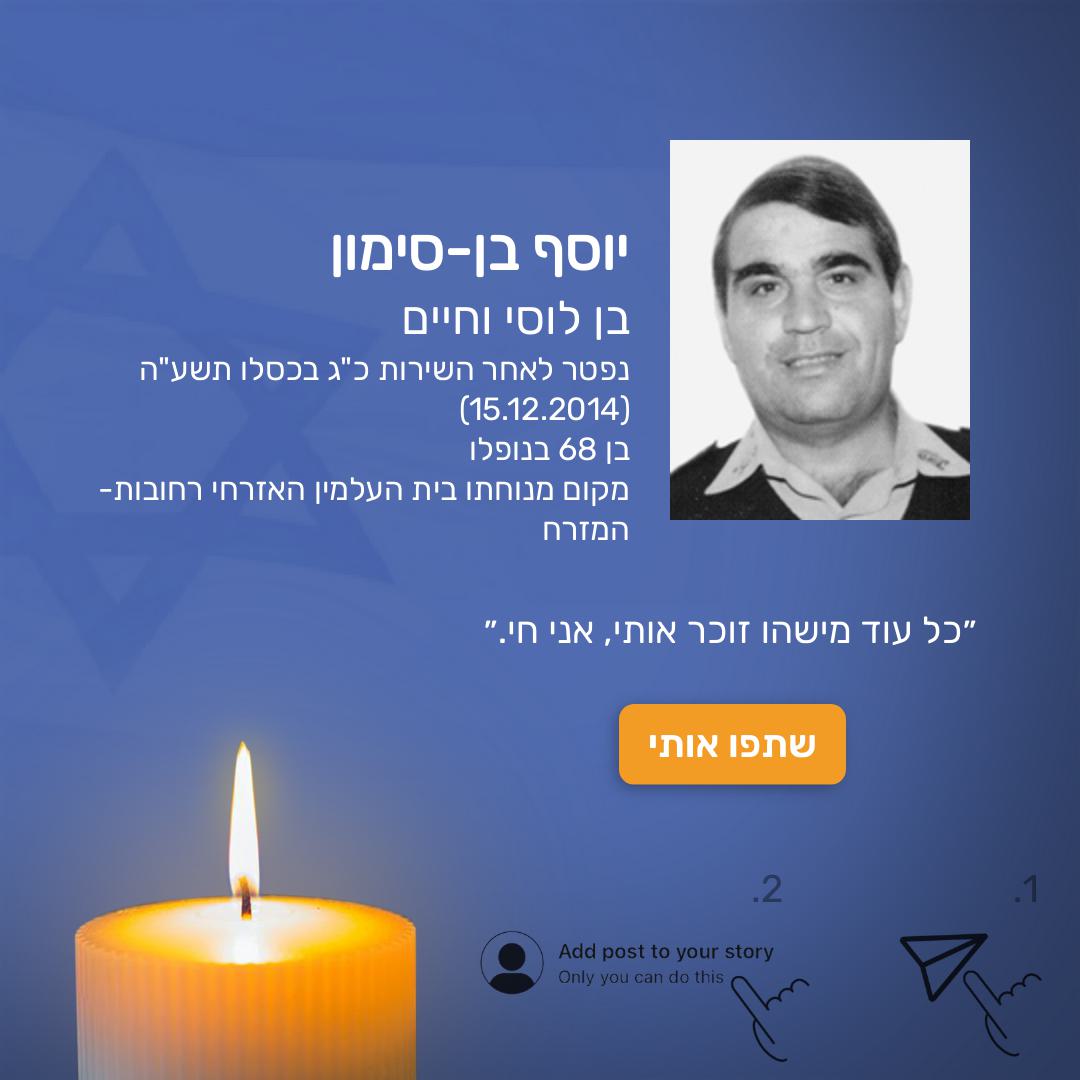 יוסף בן-סימון
בן לוסי וחיים
נפטר לאחר השירות כ"ג בכסלו תשע"ה
(15.12.2014)
בן 68 בנופלו
מקום מנוחתו בית העלמין האזרחי רחובות-
המזרח
״כל עוד מישהו זוכר אותי, אני חי.״
שתפו אותי
1.
2.
Add post to your story
Only you can do this